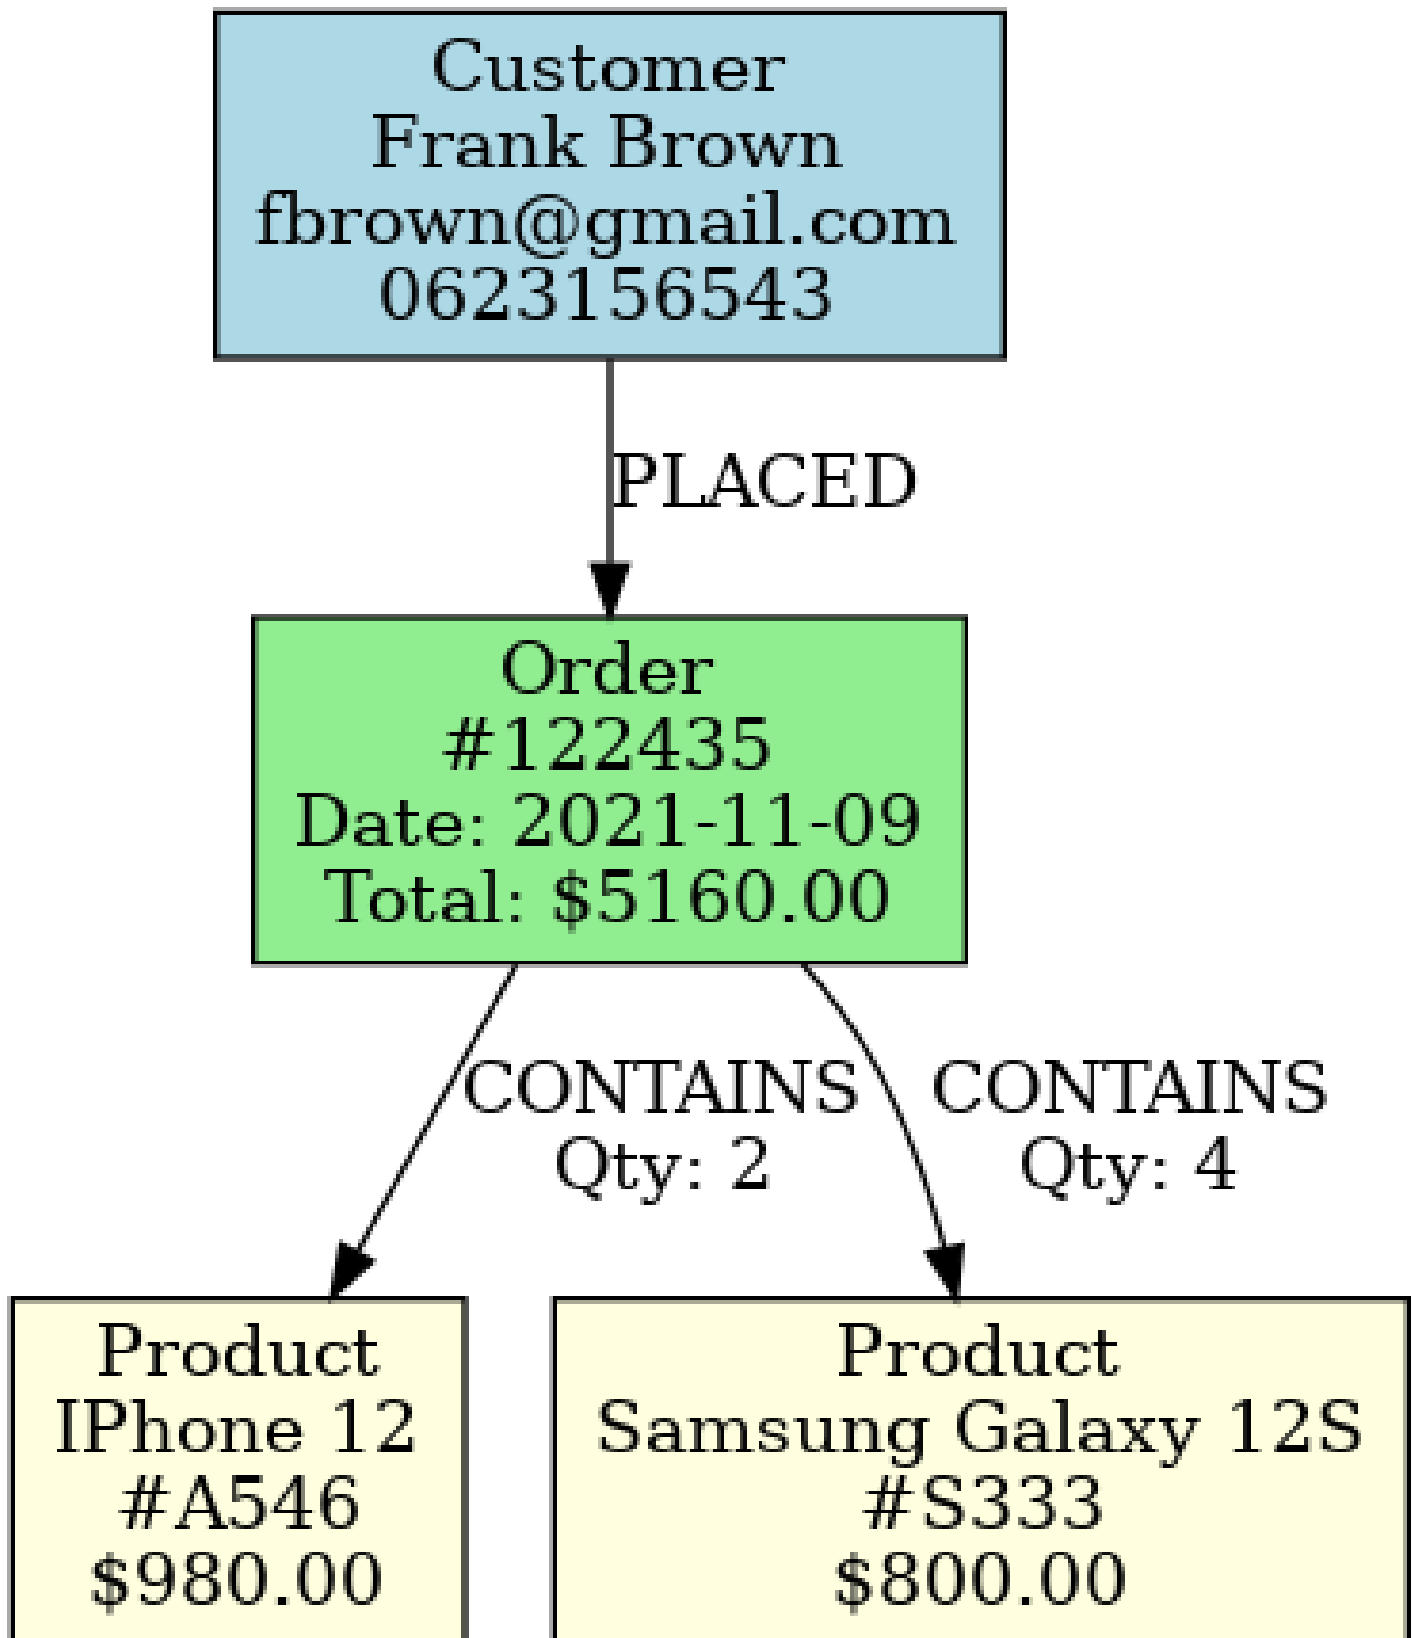 Customer
Frank Brown
fbrown@gmail.com
0623156543
PLACED
Order
#122435
Date: 2021-11-09
Total: $5160.00
CONTAINS
Qty: 2
CONTAINS
Qty: 4
Product
IPhone 12
#A546
$980.00
Product
Samsung Galaxy 12S
#S333
$800.00